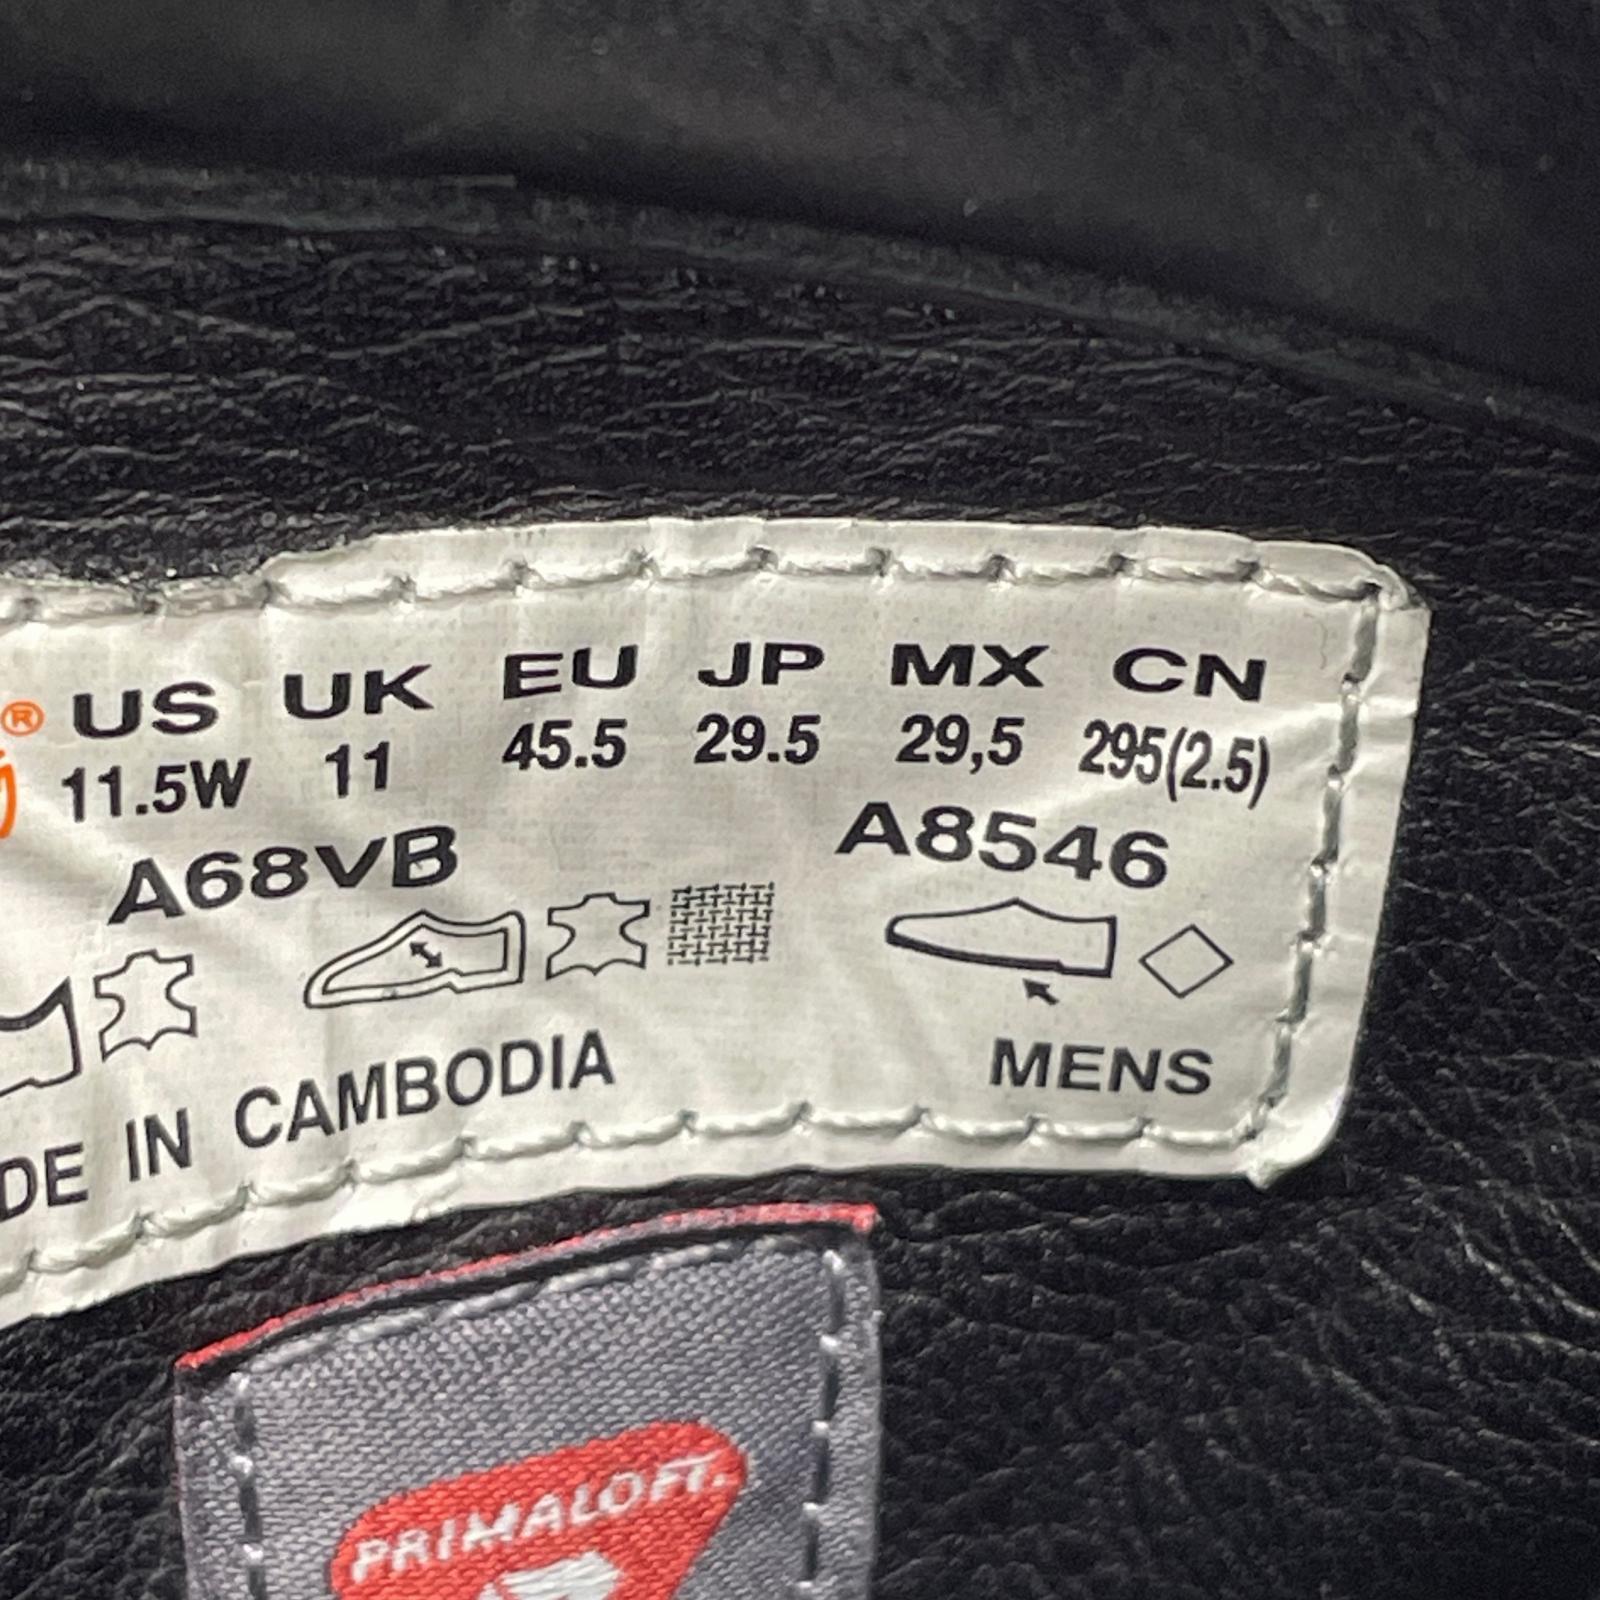 ® US UK EU JP MX CN
11.5W 11 45.5 29.5 29,5 295(2.5)
A68VB A8546
DE IN CAMBODIA MENS
PRIMALOFT.